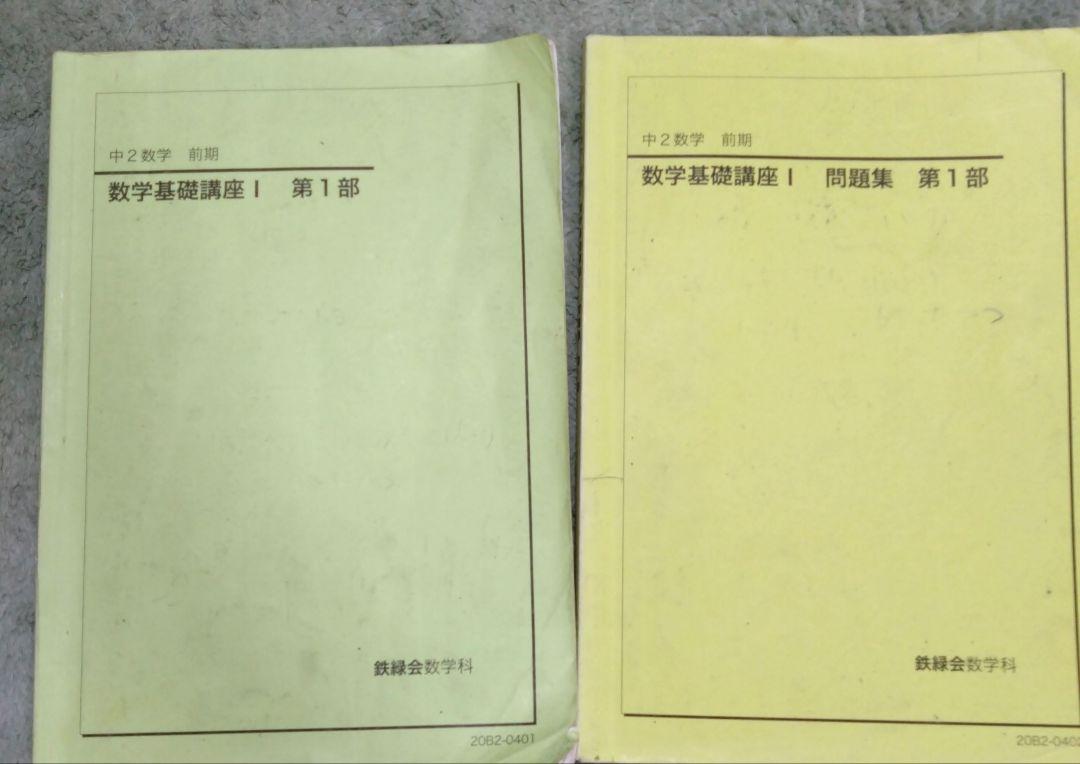 中2数学 前期
数学基礎講座Ⅰ 第1部
鉄緑会数学科
20B2-0401
中2数学 前期
数学基礎講座Ⅰ 問題集 第1部
鉄緑会数学科
20B2-040